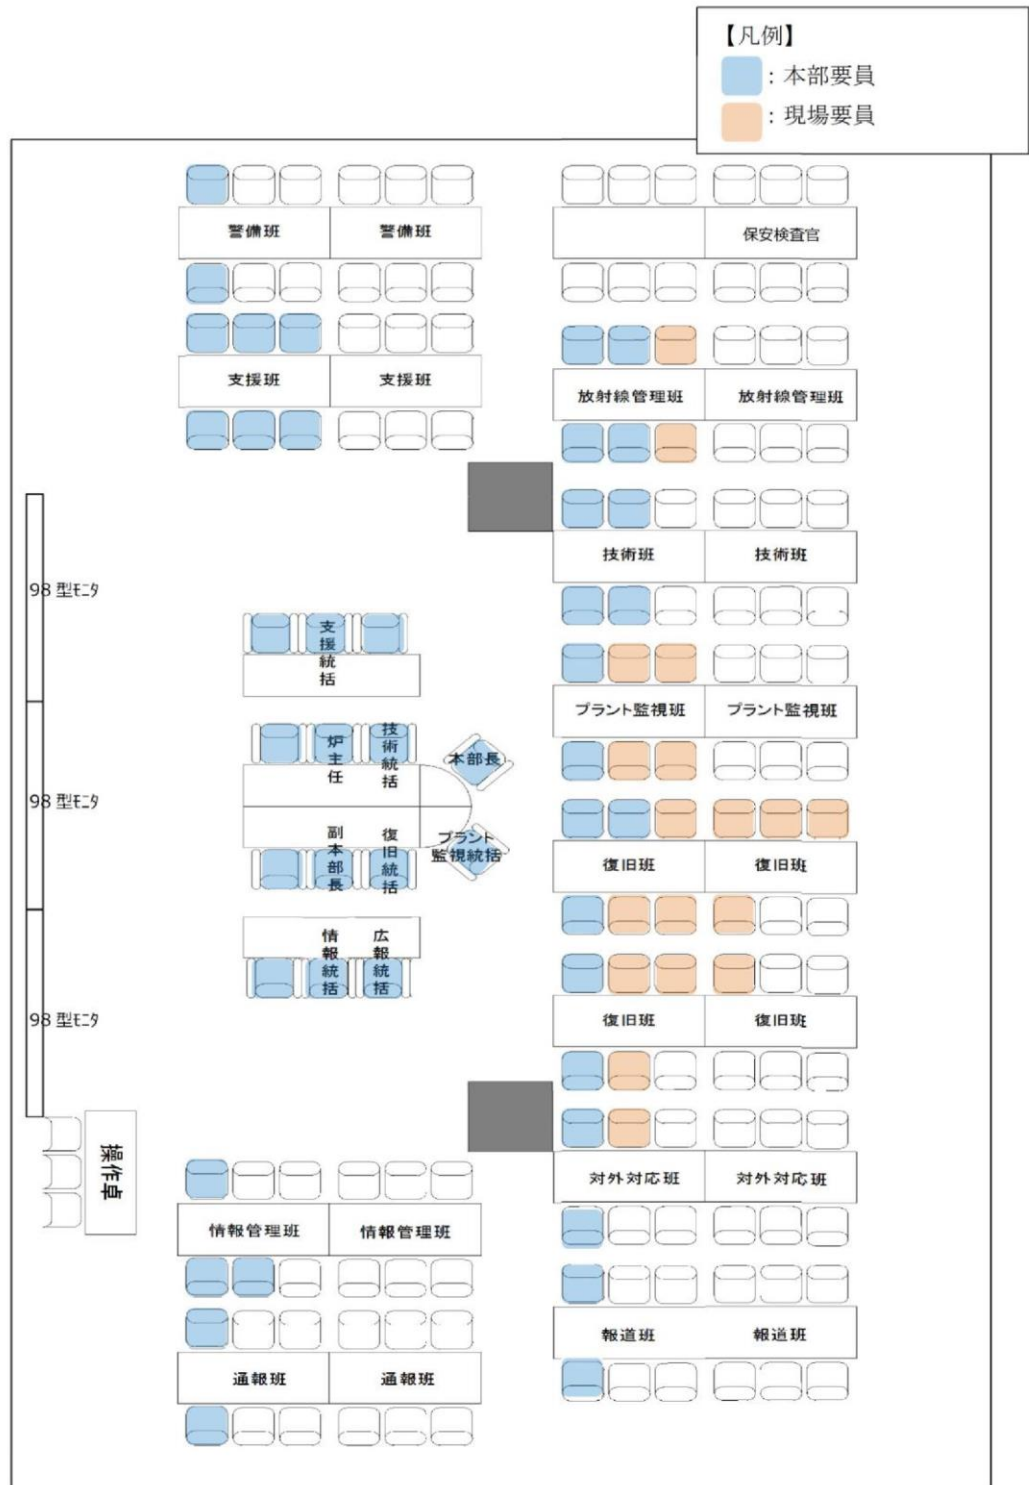 【凡例】
：本部要員
：現場要員
警備班
警備班
保安検査官
支援班
支援班
放射線管理班
放射線管理班
技術班
技術班
98 型モニタ
支援統括
プラント監視班
プラント監視班
炉主任
技術統括
本部長
98 型モニタ
副本部長
復旧統括
プラント
監視統括
復旧班
復旧班
情報統括
広報統括
98 型モニタ
復旧班
復旧班
操作卓
対外対応班
対外対応班
情報管理班
情報管理班
報道班
報道班
通報班
通報班